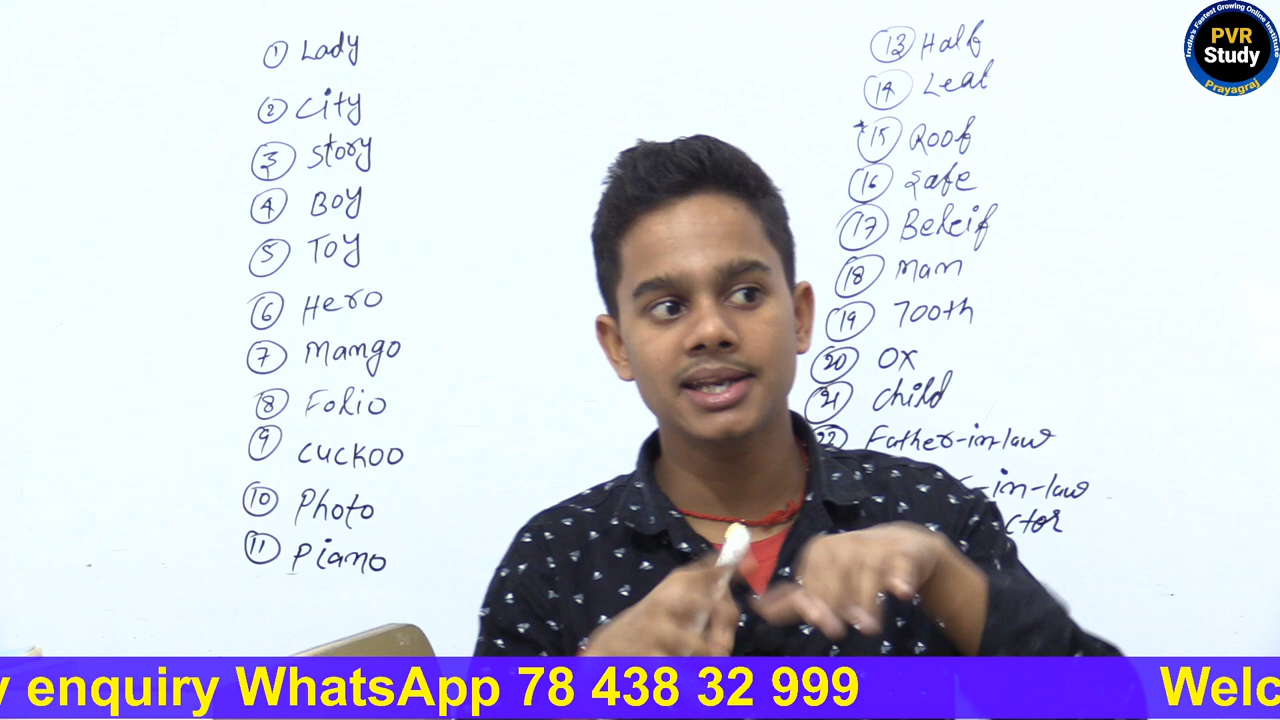 ① Lady
② City
③ Story
④ Boy
⑤ Toy
⑥ Hero
⑦ Mango
⑧ Folio
⑨ Cuckoo
⑩ Photo
⑪ Piano
⑬ Half
⑭ Leaf
*⑮ Roof
⑯ Safe
⑰ Beleif
⑱ Man
⑲ Tooth
⑳ Ox
㉑ Child
㉒ Father-in-law
-in-law
ctor
India's Fastest Growing Online Institute
PVR
Study
Prayagraj
y enquiry WhatsApp 78 438 32 999 Welc